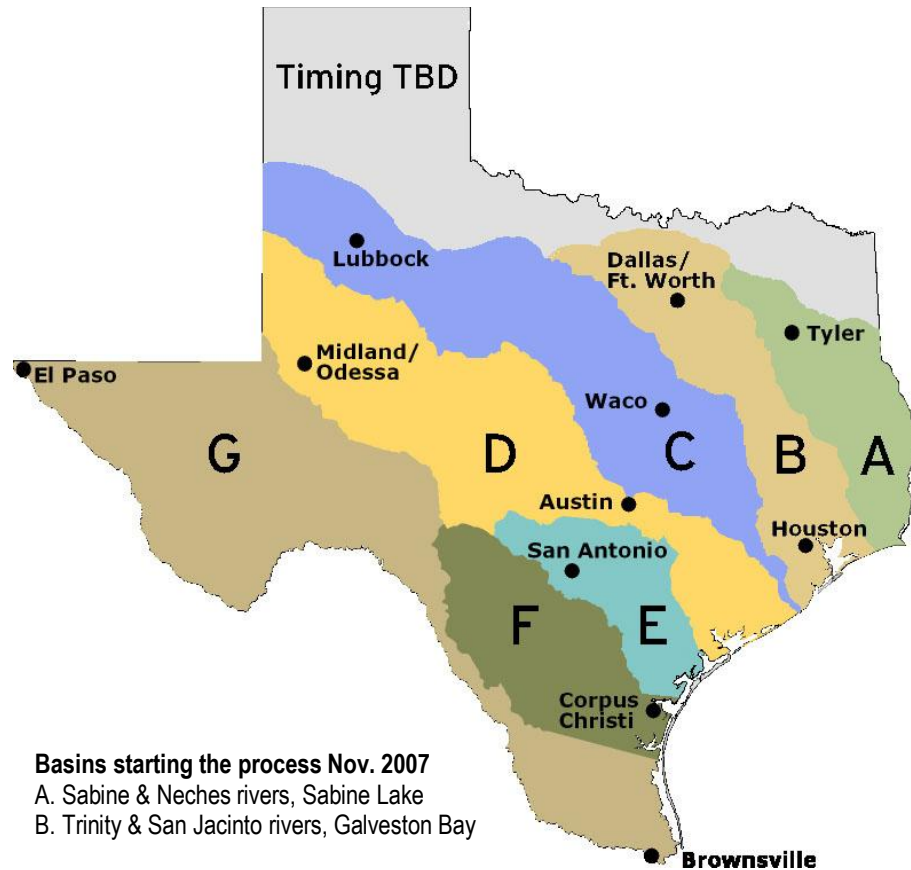 Timing TBD
Lubbock
Dallas/
Ft. Worth
Tyler
Midland/
Odessa
El Paso
Waco
G
D
C
B
A
Austin
Houston
San Antonio
F
E
Corpus
Christi
Basins starting the process Nov. 2007
A. Sabine & Neches rivers, Sabine Lake
B. Trinity & San Jacinto rivers, Galveston Bay
Brownsville